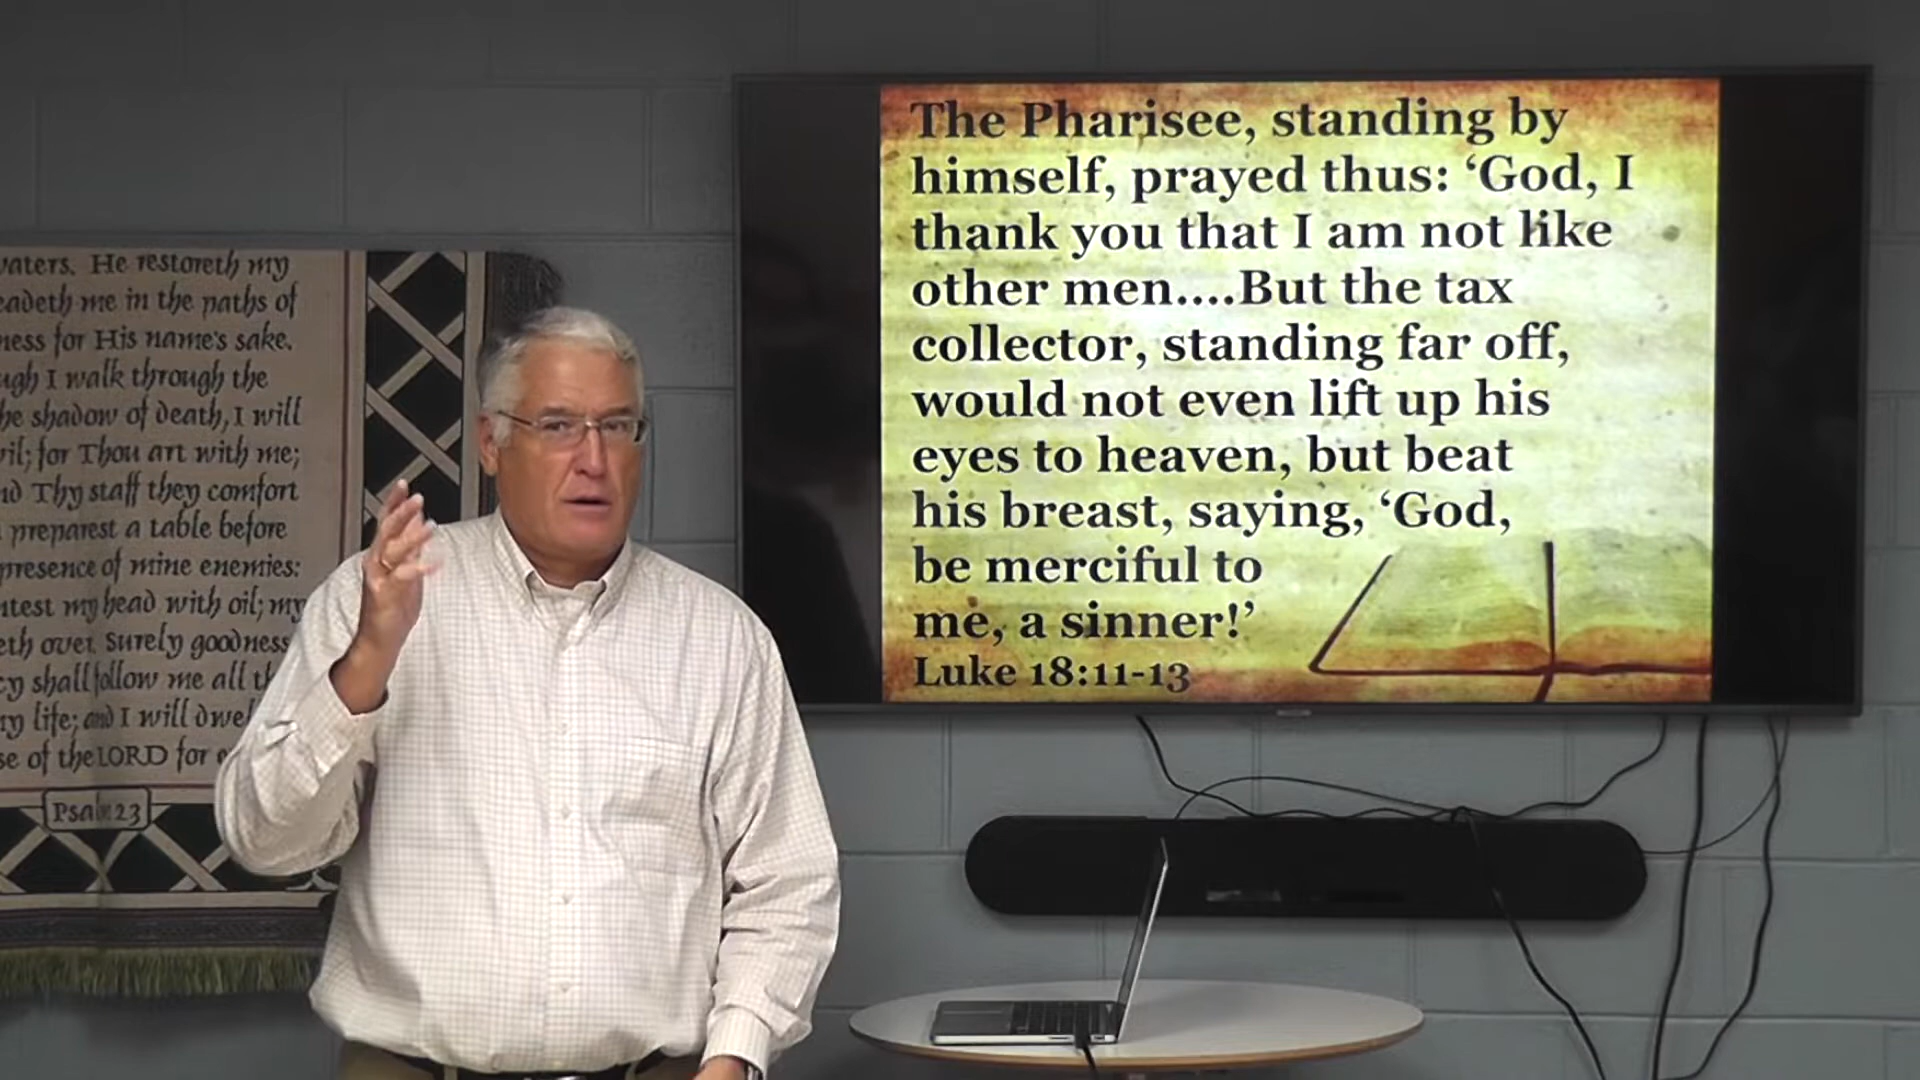 The Pharisee, standing by
himself, prayed thus: ‘God, I
thank you that I am not like
other men....But the tax
collector, standing far off,
would not even lift up his
eyes to heaven, but beat
his breast, saying, ‘God,
be merciful to
me, a sinner!’
Luke 18:11-13
waters. He restoreth my
leadeth me in the paths of
for His name's sake.
I walk through the
the shadow of death, I will
for Thou art with me;
Thy staff they comfort
preparest a table before
presence of mine enemies:
my head with oil; my
over. Surely goodness
shall follow me all
my life; and I will
of the LORD for
Psalm 23